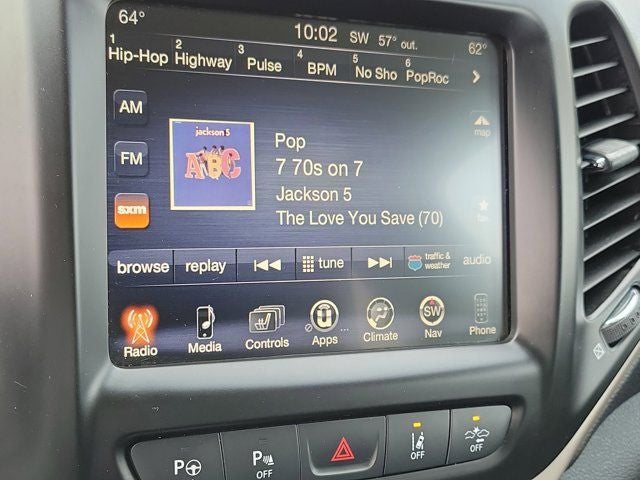 64°
10:02 SW 57° out.
62°
1 Hip-Hop
2 Highway
3 Pulse
4 BPM
5 No Sho
6 PopRoc
AM
FM
sxm
jackson 5
ABC
Pop
7 70s on 7
Jackson 5
The Love You Save (70)
map
fav
browse
replay
tune
traffic & weather
audio
Radio
Media
Controls
Apps
Climate
SW
Nav
Phone
P
P OFF
OFF
OFF